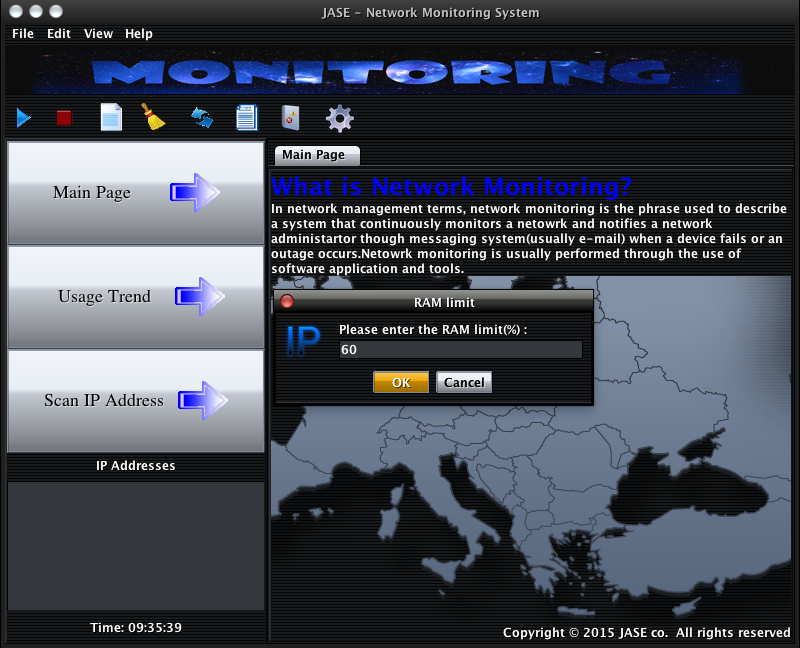 JASE - Network Monitoring System
File Edit View Help
MONITORING
Main Page
Usage Trend
Scan IP Address
IP Addresses
Time: 09:35:39
Main Page
What is Network Monitoring?
In network management terms, network monitoring is the phrase used to describe
a system that continuously monitors a netowrk and notifies a network
administartor though messaging system(usually e-mail) when a device fails or an
outage occurs.Netowrk monitoring is usually performed through the use of
software application and tools.
RAM limit
IP
Please enter the RAM limit(%) :
60
OK Cancel
Copyright © 2015 JASE co. All rights reserved